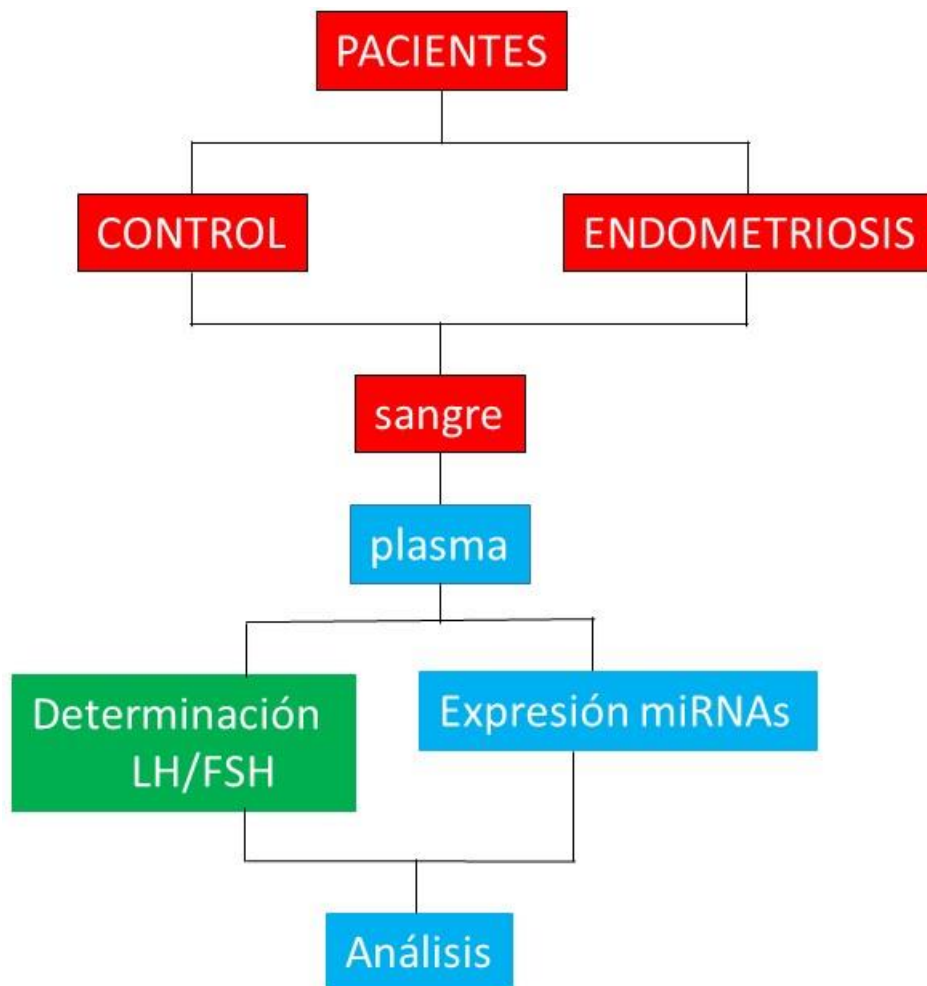 PACIENTES
CONTROL
ENDOMETRIOSIS
sangre
plasma
Determinación
LH/FSH
Expresión miRNAs
Análisis